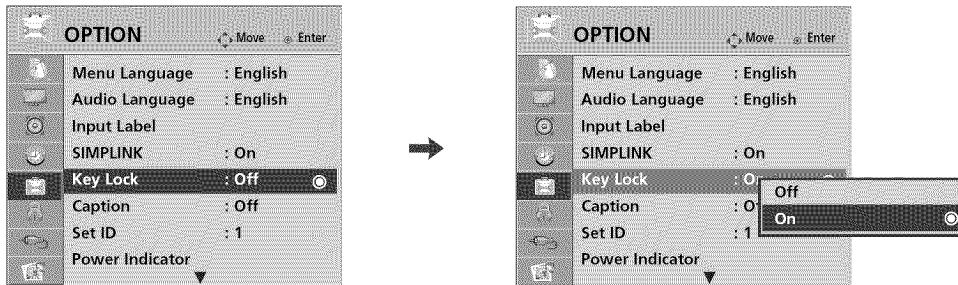 OPTION Move Enter
Menu Language : English
Audio Language : English
Input Label
SIMPLINK : On
Key Lock : Off
Caption : Off
Set ID : 1
Power Indicator
OPTION Move Enter
Menu Language : English
Audio Language : English
Input Label
SIMPLINK : On
Key Lock : O
Caption : O
Set ID : 1
Power Indicator
Off
On